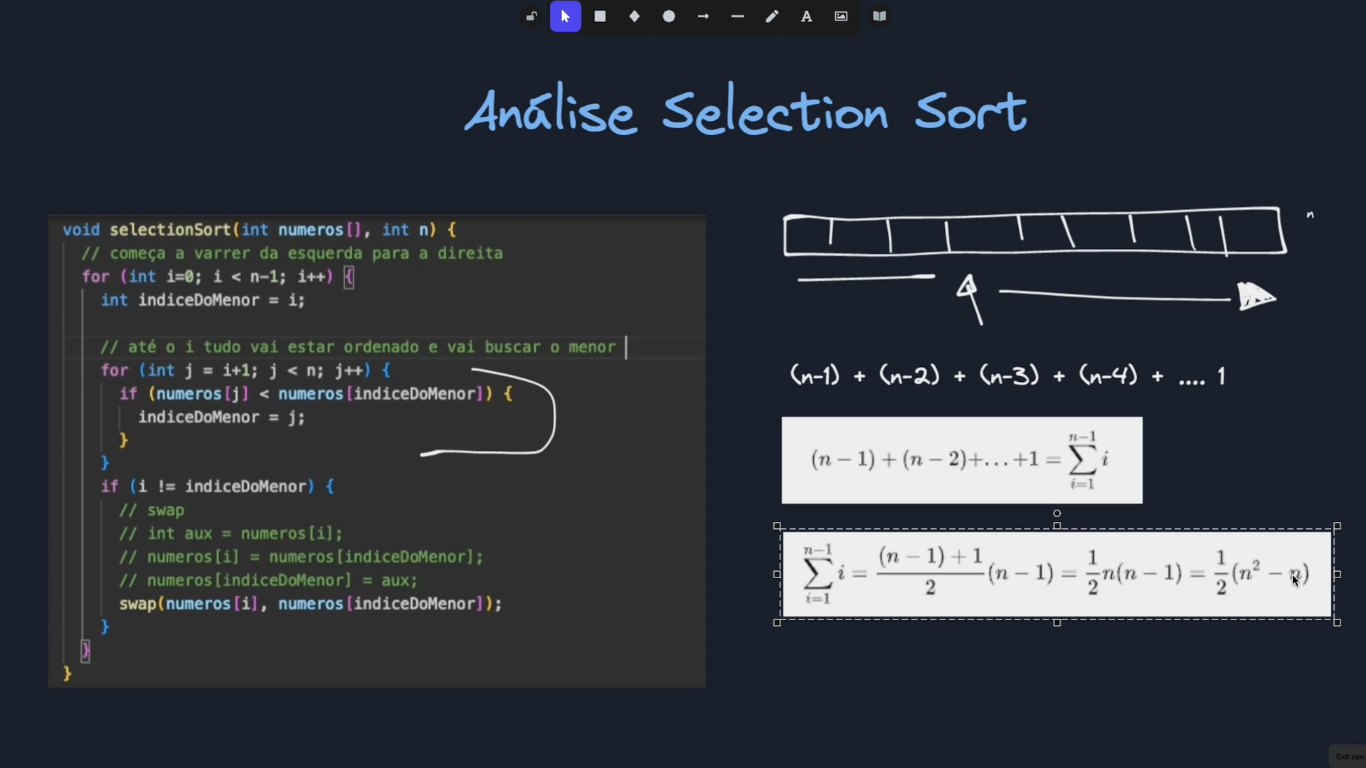 Análise Selection Sort
void selectionSort(int numeros[], int n) {
// começa a varrer da esquerda para a direita
for (int i=0; i < n-1; i++) {
int indiceDoMenor = i;
// até o i tudo vai estar ordenado e vai buscar o menor
for (int j = i+1; j < n; j++) {
if (numeros[j] < numeros[indiceDoMenor]) {
indiceDoMenor = j;
}
}
if (i != indiceDoMenor) {
// swap
// int aux = numeros[i];
// numeros[i] = numeros[indiceDoMenor];
// numeros[indiceDoMenor] = aux;
swap(numeros[i], numeros[indiceDoMenor]);
}
}
}
n
(n-1) + (n-2) + (n-3) + (n-4) + .... 1
(n − 1) + (n − 2)+...+1 = \sum_{i=1}^{n-1} i
\sum_{i=1}^{n-1} i = \frac{(n − 1) + 1}{2}(n − 1) = \frac{1}{2}n(n − 1) = \frac{1}{2}(n^2 − n)